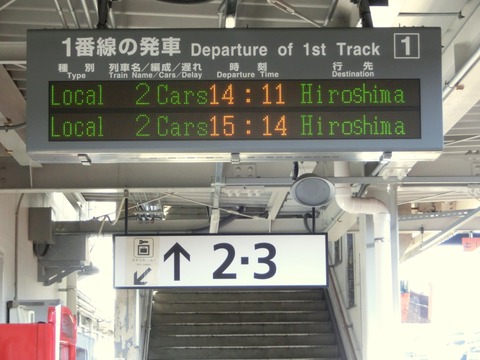 1番線の発車 Departure of 1st Track 1
種別 列車名／編成／遅れ 時刻 行先
Type Train Name/Cars/Delay Departure Time Destination
Local 2 Cars 14:11 Hiroshima
Local 2 Cars 15:14 Hiroshima
↙ ↑ 2·3